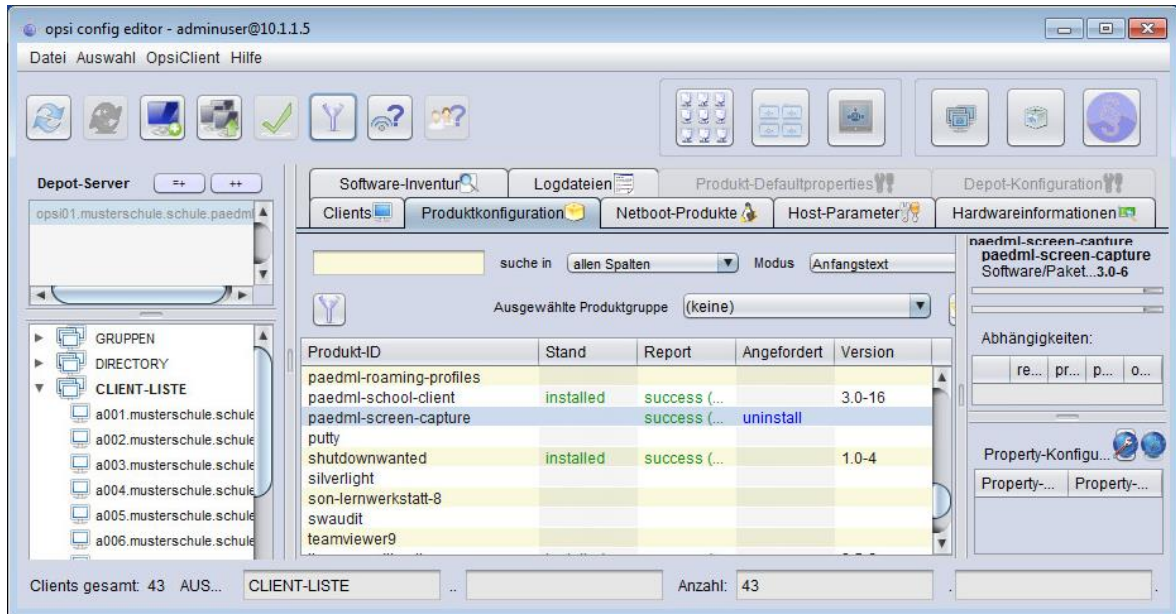 opsi config editor - adminuser@10.1.1.5
Datei Auswahl OpsiClient Hilfe
Depot-Server =+ ++
opsi01.musterschule.schule.paedml
GRUPPEN
DIRECTORY
CLIENT-LISTE
a001.musterschule.schule
a002.musterschule.schule
a003.musterschule.schule
a004.musterschule.schule
a005.musterschule.schule
a006.musterschule.schule
Software-Inventur Logdateien Produkt-Defaultproperties Depot-Konfiguration
Clients Produktkonfiguration Netboot-Produkte Host-Parameter Hardwareinformationen
suche in allen Spalten Modus Anfangstext
Ausgewählte Produktgruppe (keine)
Produkt-ID Stand Report Angefordert Version
paedml-roaming-profiles
paedml-school-client installed success (... 3.0-16
paedml-screen-capture success (... uninstall
putty
shutdownwanted installed success (... 1.0-4
silverlight
son-lernwerkstatt-8
swaudit
teamviewer9
paedml-screen-capture
paedml-screen-capture
Software/Paket...3.0-6
Abhängigkeiten:
re... pr... p... o...
Property-Konfigu...
Property-... Property-...
Clients gesamt: 43 AUS... CLIENT-LISTE .. Anzahl: 43 . .